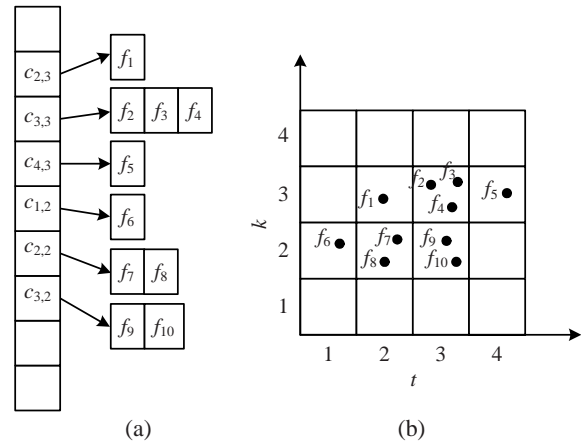 c2,3 f1
c3,3 f2 f3 f4
c4,3 f5
c1,2 f6
c2,2 f7 f8
c3,2 f9 f10
(a)
k
4
3
2
1
f1 f2 f3 f4 f5
f6 f7 f8 f9 f10
1 2 3 4
t
(b)